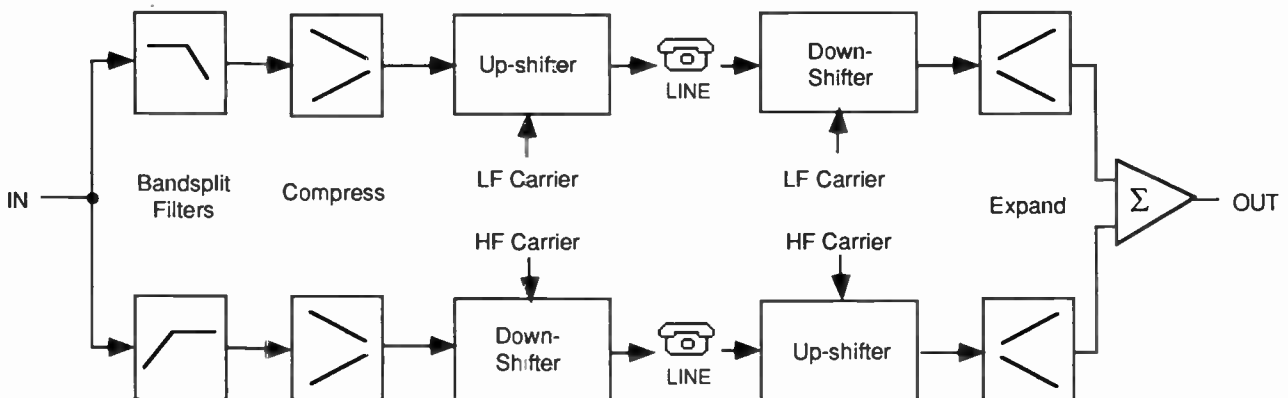 Up-shifter
LINE
Down-
Shifter
IN
Bandsplit
Filters
Compress
LF Carrier
LF Carrier
Expand
Σ
OUT
HF Carrier
HF Carrier
Down-
Shifter
LINE
Up-shifter